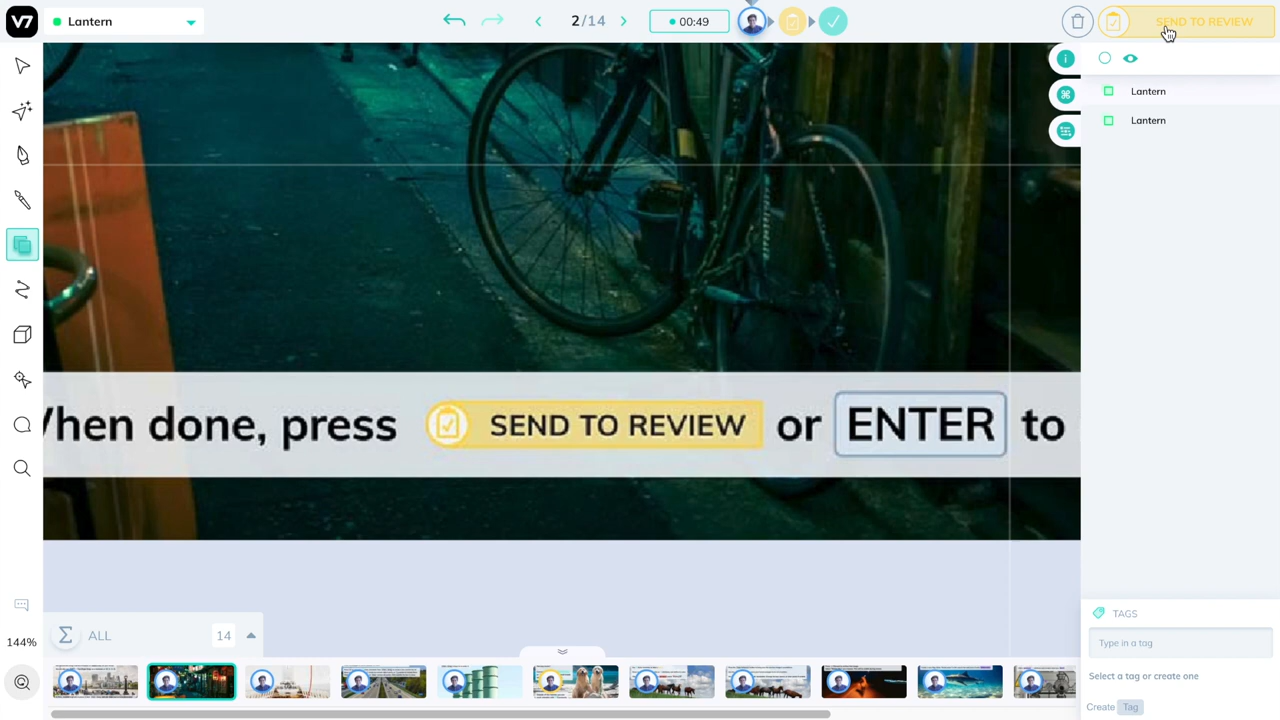 V7 Lantern 2/14 00:49 SEND TO REVIEW
Lantern
Lantern
hen done, press SEND TO REVIEW or ENTER to
TAGS
ALL 14
Type in a tag
144%
Select a tag or create one
Create Tag